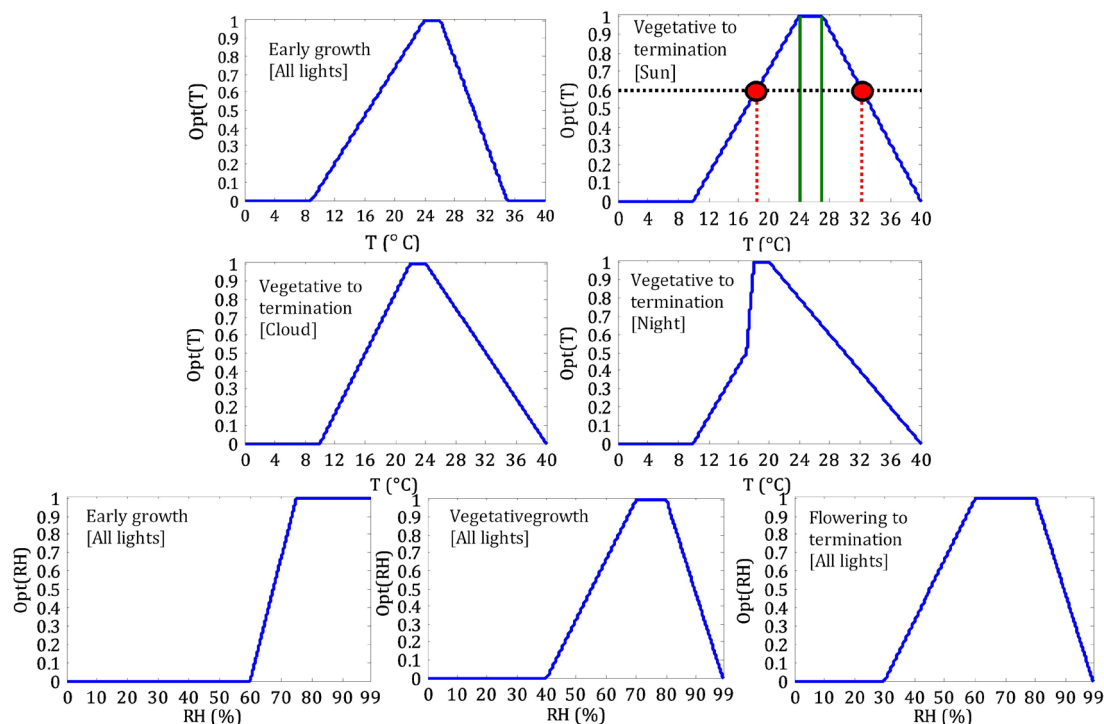 1
0.9
0.8
0.7
0.6
0.5
0.4
0.3
0.2
0.1
0
Opt(T)
Early growth
[All lights]
0 4 8 12 16 20 24 28 32 36 40
T (° C)
1
0.9
0.8
0.7
0.6
0.5
0.4
0.3
0.2
0.1
0
Opt(T)
Vegetative to
termination
[Sun]
0 4 8 12 16 20 24 28 32 36 40
T (°C)
1
0.9
0.8
0.7
0.6
0.5
0.4
0.3
0.2
0.1
0
Opt(T)
Vegetative to
termination
[Cloud]
0 4 8 12 16 20 24 28 32 36 40
T (°C)
1
0.9
0.8
0.7
0.6
0.5
0.4
0.3
0.2
0.1
0
Opt(T)
Vegetative to
termination
[Night]
0 4 8 12 16 20 24 28 32 36 40
T (°C)
1
0.9
0.8
0.7
0.6
0.5
0.4
0.3
0.2
0.1
0
Opt(RH)
Early growth
[All lights]
0 10 20 30 40 50 60 70 80 90 99
RH (%)
1
0.9
0.8
0.7
0.6
0.5
0.4
0.3
0.2
0.1
0
Opt(RH)
Vegetativegrowth
[All lights]
0 10 20 30 40 50 60 70 80 90 99
RH (%)
1
0.9
0.8
0.7
0.6
0.5
0.4
0.3
0.2
0.1
0
Opt(RH)
Flowering to
termination
[All lights]
0 10 20 30 40 50 60 70 80 90 99
RH (%)